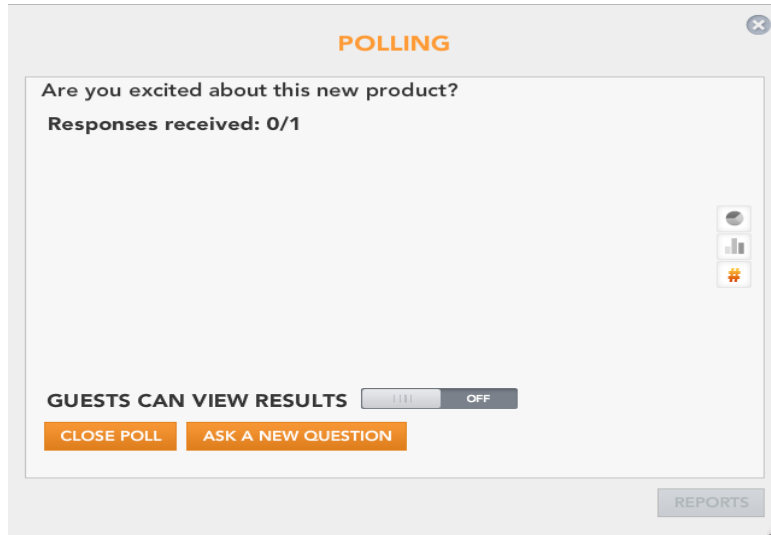 POLLING
Are you excited about this new product?
Responses received: 0/1
#
GUESTS CAN VIEW RESULTS OFF
CLOSE POLL ASK A NEW QUESTION
REPORTS